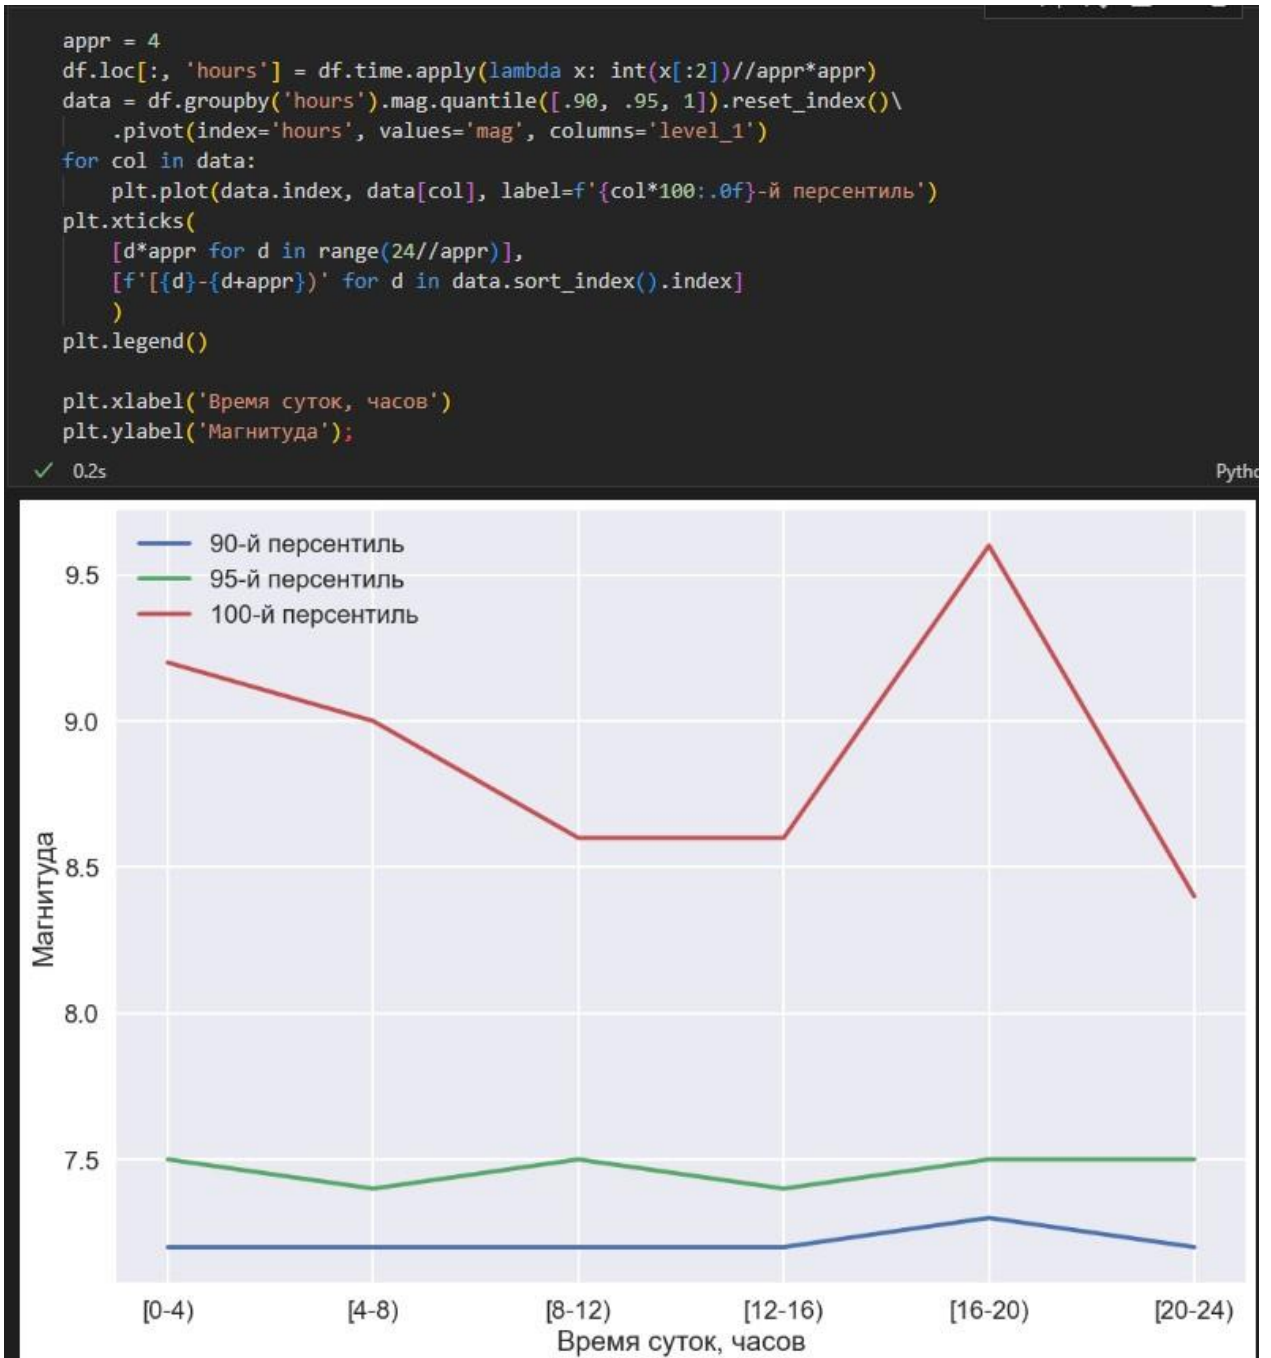 appr = 4
df.loc[:, 'hours'] = df.time.apply(lambda x: int(x[:2])//appr*appr)
data = df.groupby('hours').mag.quantile([.90, .95, 1]).reset_index()\
.pivot(index='hours', values='mag', columns='level_1')
for col in data:
plt.plot(data.index, data[col], label=f'{col*100:.0f}-й персентиль')
plt.xticks(
[d*appr for d in range(24//appr)],
[f'[{d}-{d+appr})' for d in data.sort_index().index]
)
plt.legend()
plt.xlabel('Время суток, часов')
plt.ylabel('Магнитуда');
0.2s
90-й персентиль
95-й персентиль
100-й персентиль
9.5
9.0
8.5
8.0
7.5
Магнитуда
[0-4) [4-8) [8-12) [12-16) [16-20) [20-24)
Время суток, часов